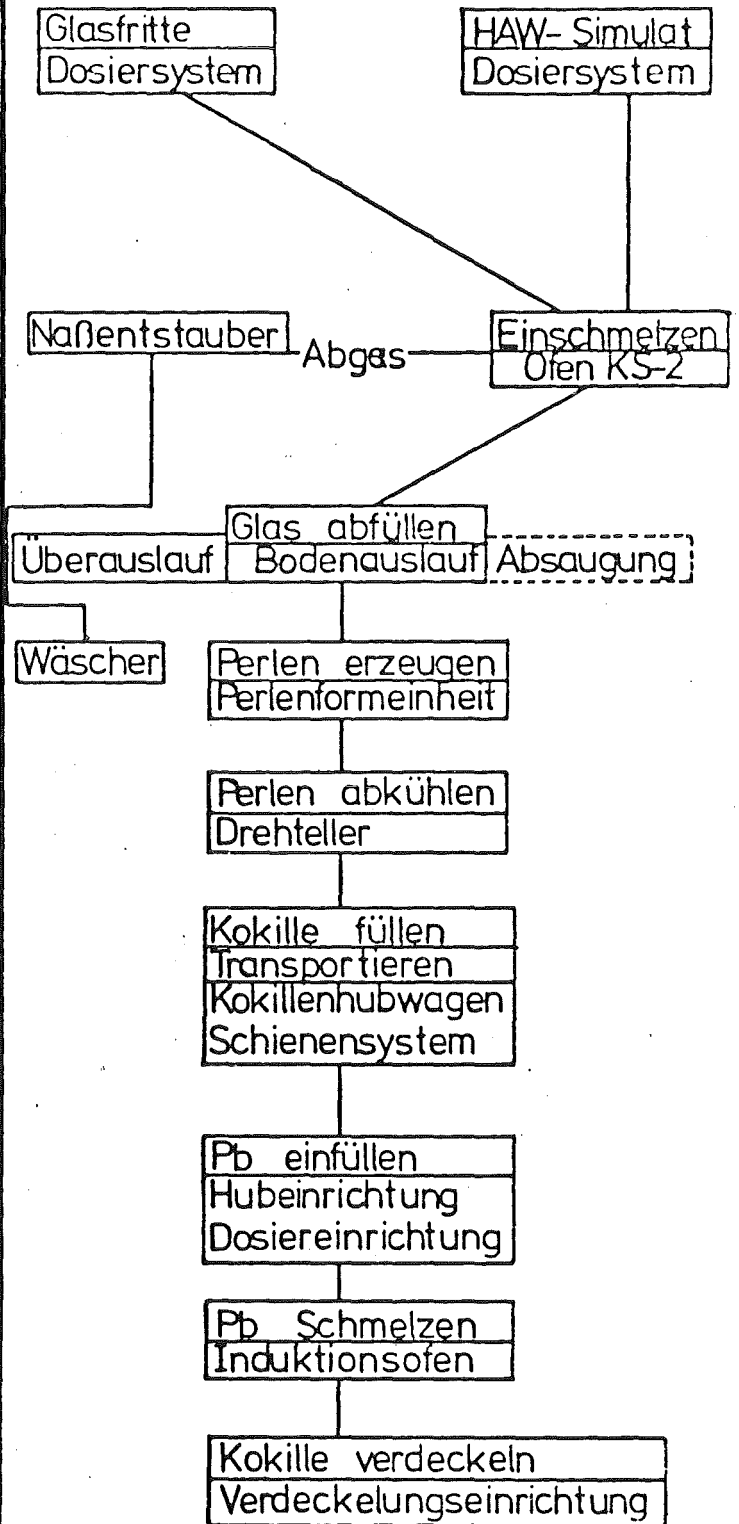 Glasfritte
Dosiersystem
HAW-Simulat
Dosiersystem
Naßentstauber
Abgas
Einschmelzen
Ofen KS-2
Glas abfüllen
Überauslauf
Bodenauslauf
Absaugung
Wäscher
Perlen erzeugen
Perlenformeinheit
Perlen abkühlen
Drehteller
Kokille füllen
Transportieren
Kokillenhubwagen
Schienensystem
Pb einfüllen
Hubeinrichtung
Dosiereinrichtung
Pb Schmelzen
Induktionsofen
Kokille verdeckeln
Verdeckelungseinrichtung